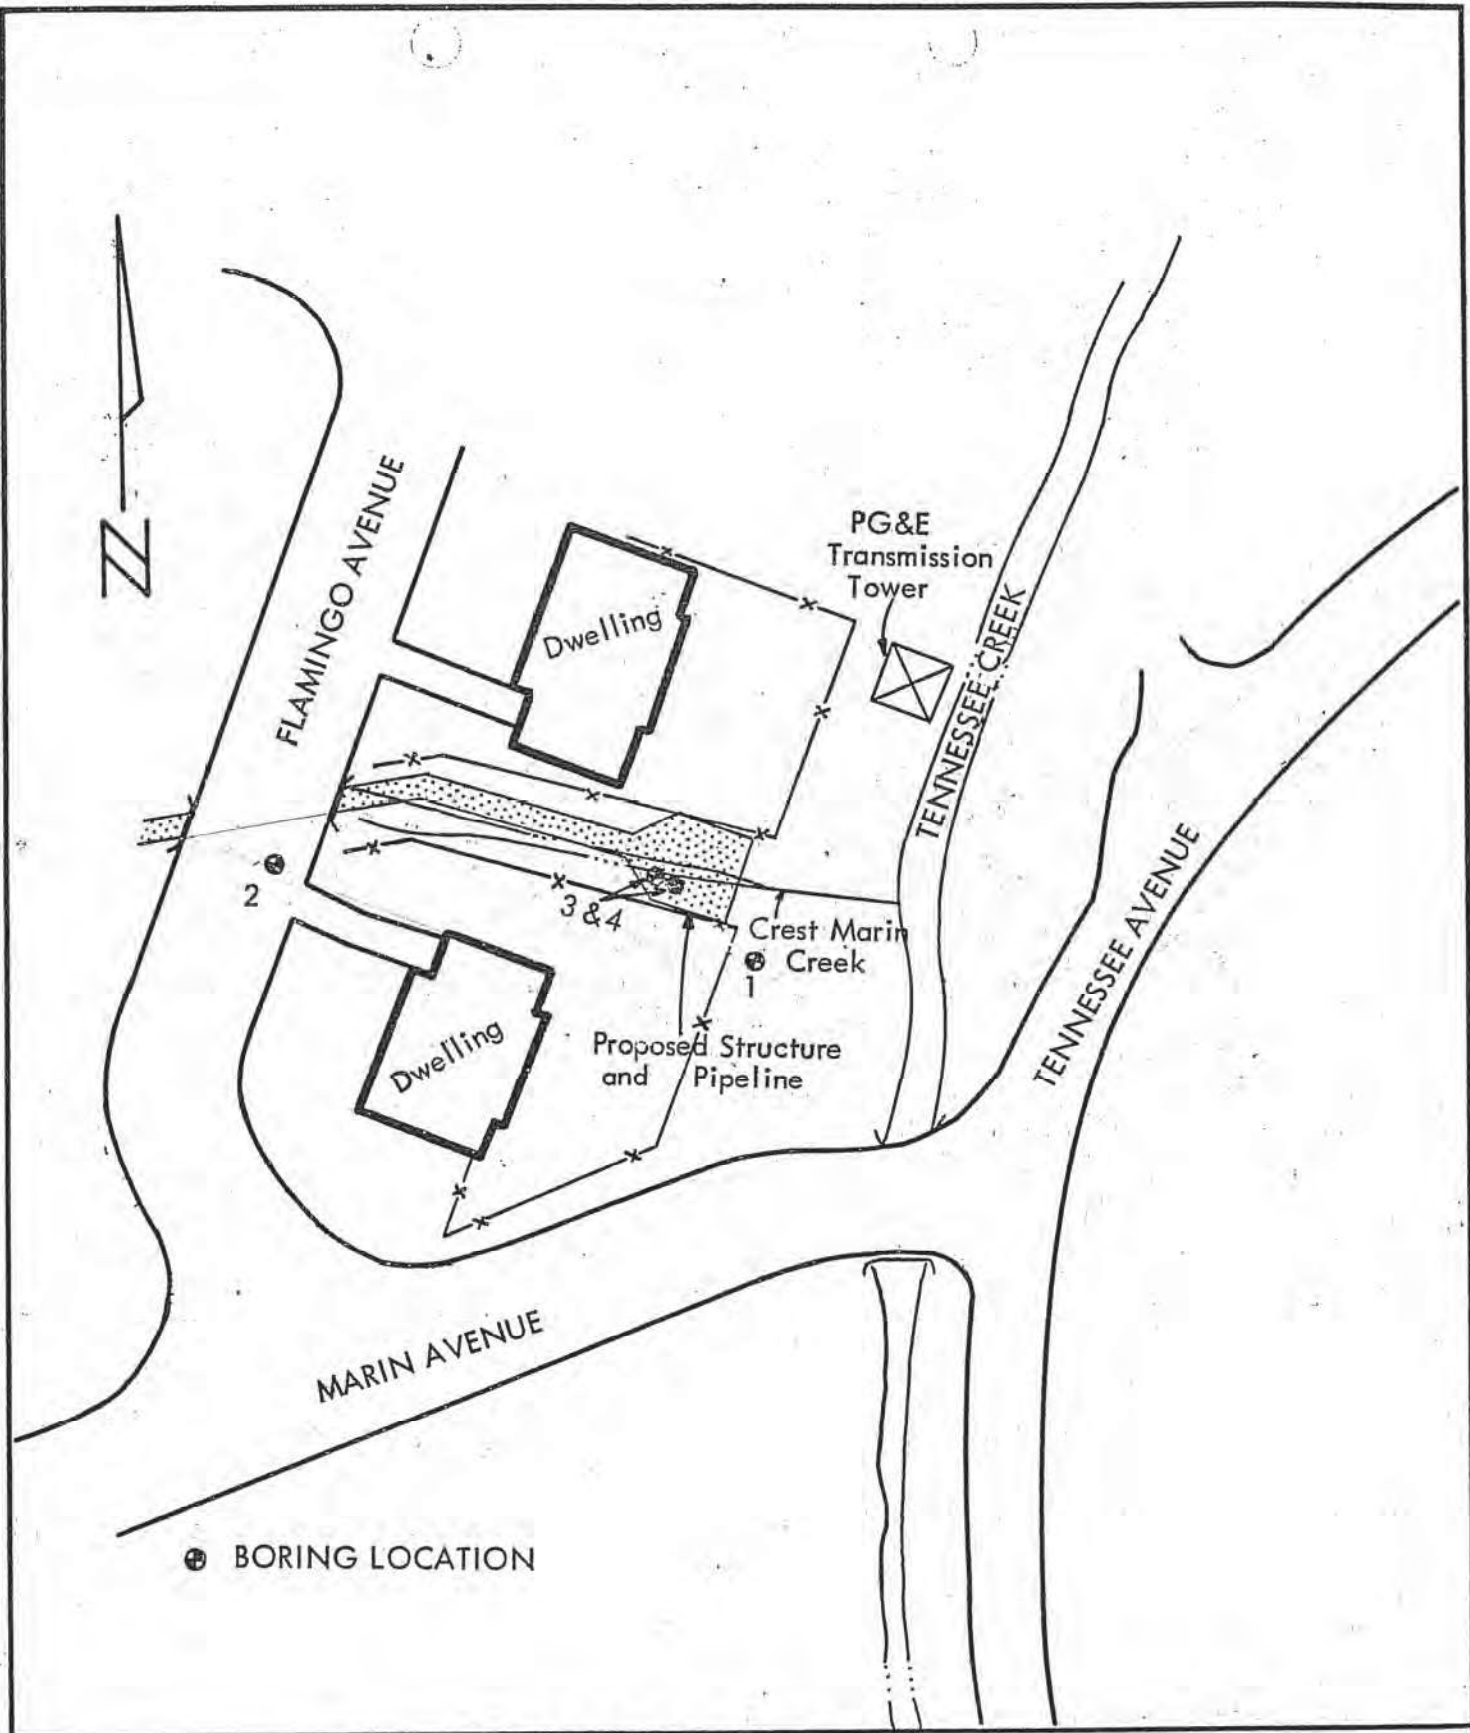 N
FLAMINGO AVENUE
PG&E
Transmission
Tower
Dwelling
TENNESSEE CREEK
TENNESSEE AVENUE
2
3 & 4
Crest Marin
Creek
1
Proposed Structure
and Pipeline
Dwelling
MARIN AVENUE
BORING LOCATION